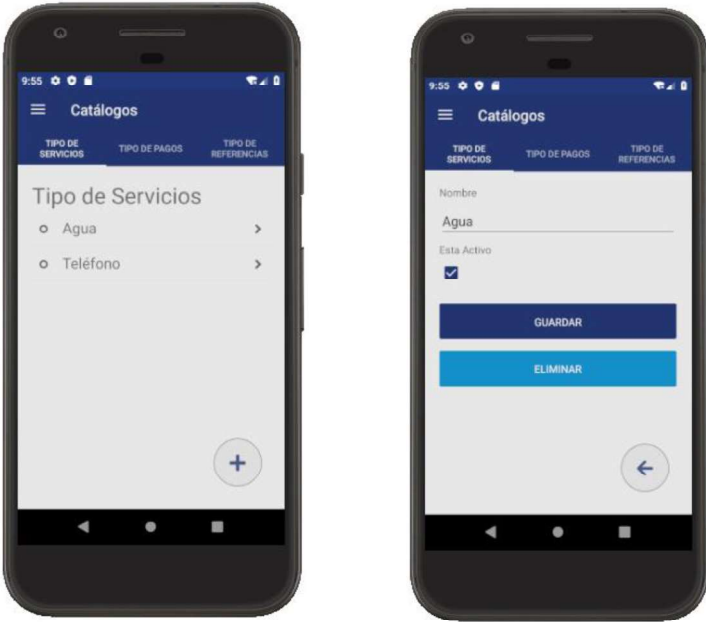 9:55
Catálogos
TIPO DE
SERVICIOS
TIPO DE PAGOS
TIPO DE
REFERENCIAS
Tipo de Servicios
Agua
Teléfono
9:55
Catálogos
TIPO DE
SERVICIOS
TIPO DE PAGOS
TIPO DE
REFERENCIAS
Nombre
Agua
Esta Activo
GUARDAR
ELIMINAR